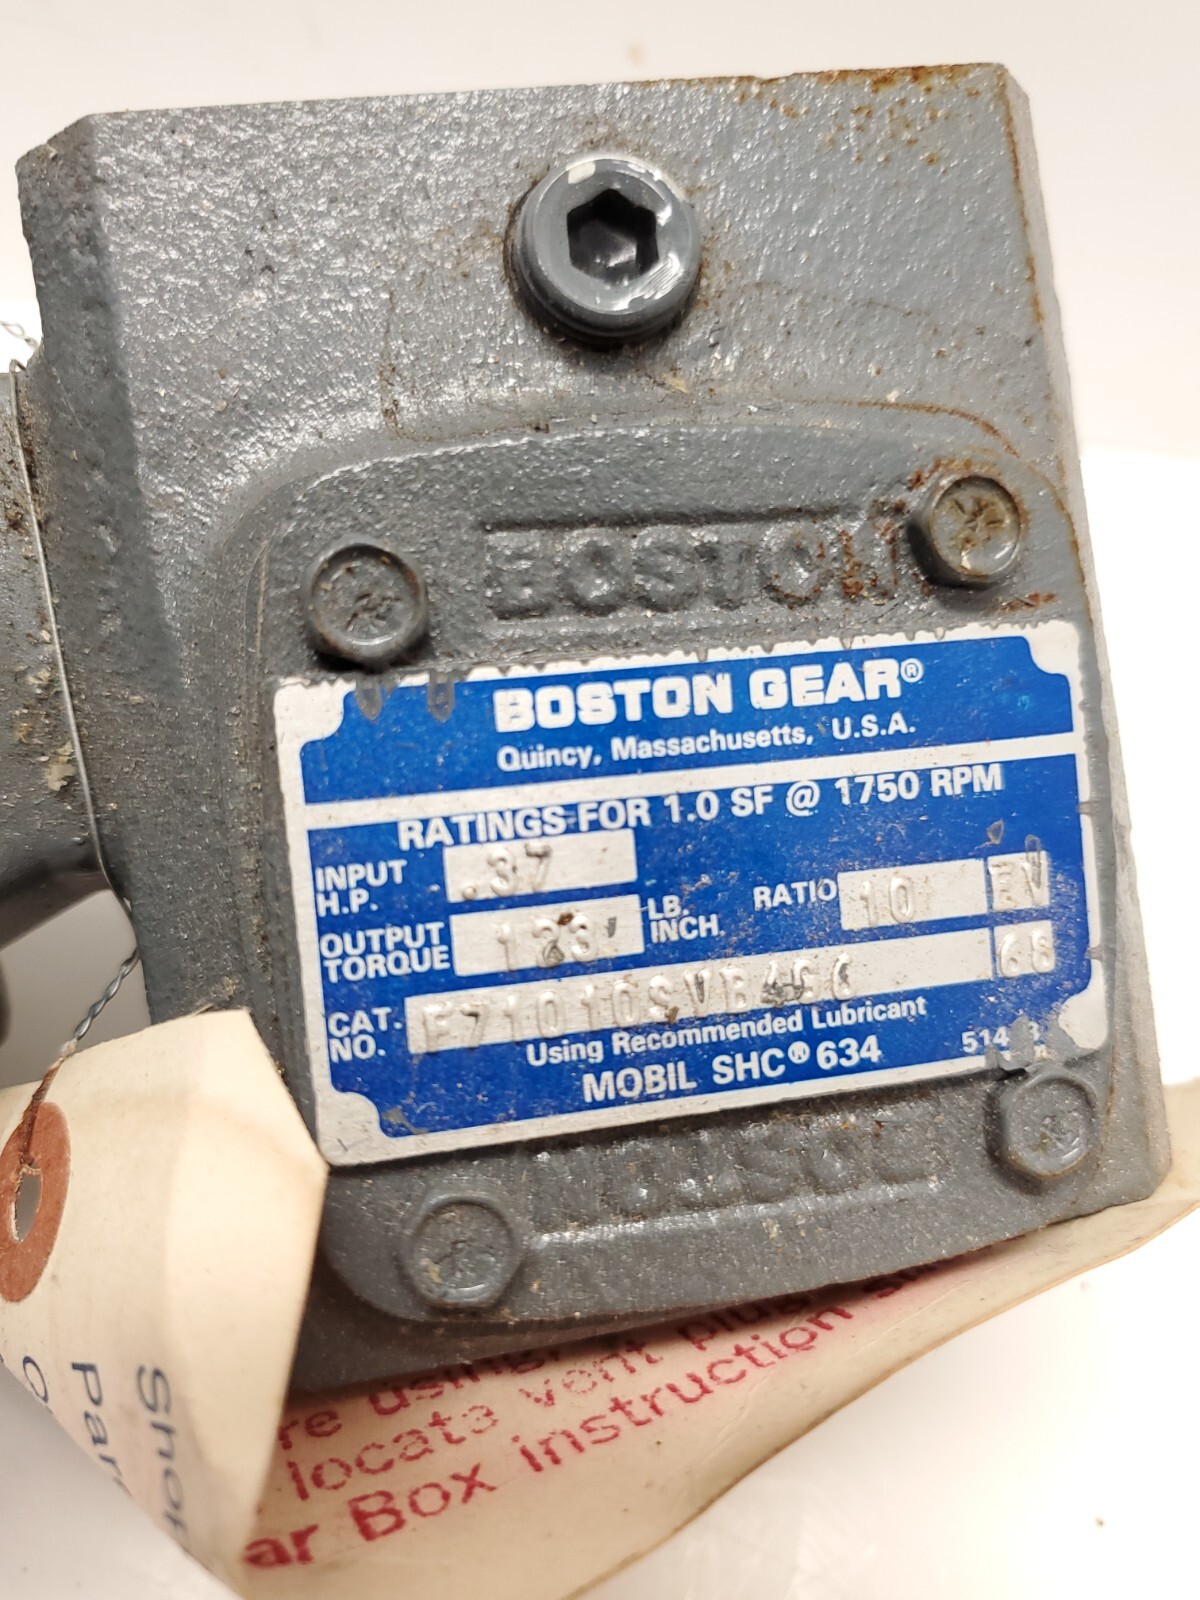 BOSTON
BOSTON GEAR®
Quincy, Massachusetts, U.S.A.
RATINGS FOR 1.0 SF @ 1750 RPM
INPUT H.P. .37
OUTPUT TORQUE 123 LB. INCH. RATIO 10 EV
CAT. NO. 68
Using Recommended Lubricant
MOBIL SHC® 634
using
locate vent plug
Box instruction